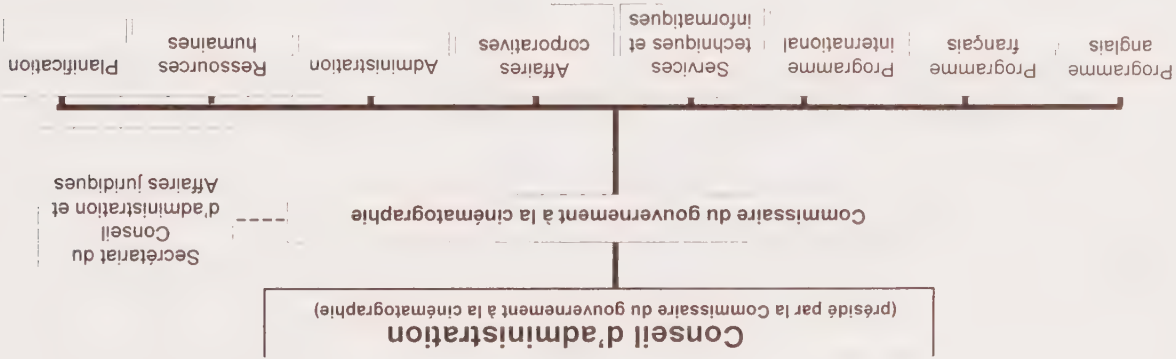 Conseil d'administration
(présidé par la Commissaire du gouvernement à la cinématographie)
Commissaire du gouvernement à la cinématographie
Secrétariat du
Conseil
d'administration et
Affaires juridiques
Programme
anglais
Programme
français
Programme
international
Services
techniques et
informatiques
Affaires
corporatives
Administration
Ressources
humaines
Planification